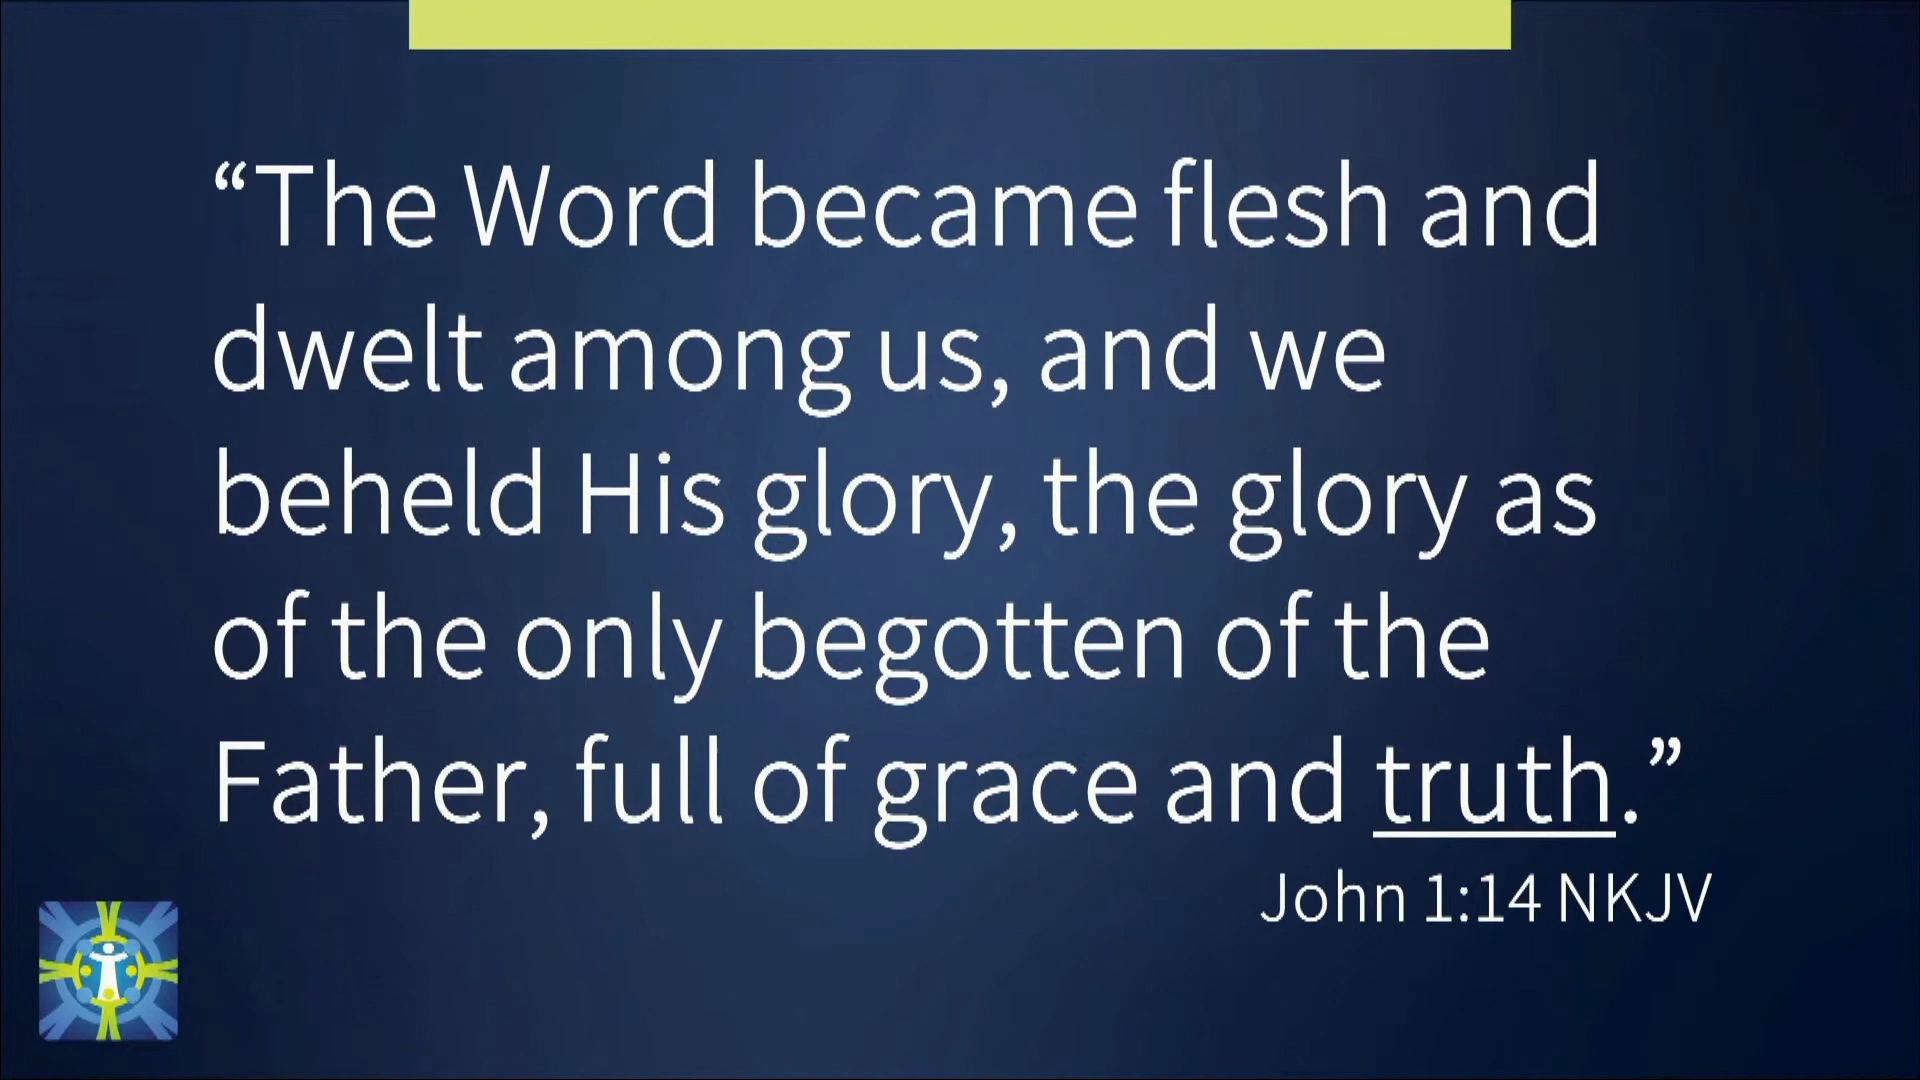 “The Word became flesh and
dwelt among us, and we
beheld His glory, the glory as
of the only begotten of the
Father, full of grace and truth.”
John 1:14 NKJV